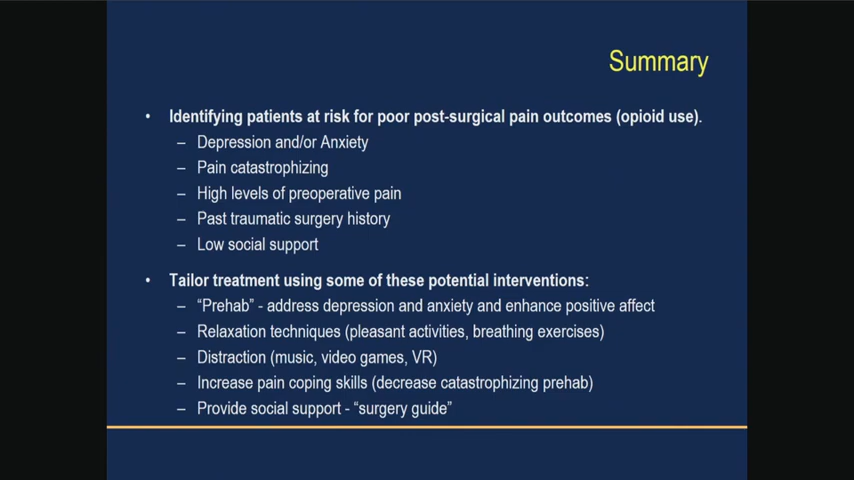 Summary
• Identifying patients at risk for poor post-surgical pain outcomes (opioid use).
– Depression and/or Anxiety
– Pain catastrophizing
– High levels of preoperative pain
– Past traumatic surgery history
– Low social support
• Tailor treatment using some of these potential interventions:
– “Prehab” - address depression and anxiety and enhance positive affect
– Relaxation techniques (pleasant activities, breathing exercises)
– Distraction (music, video games, VR)
– Increase pain coping skills (decrease catastrophizing prehab)
– Provide social support - “surgery guide”